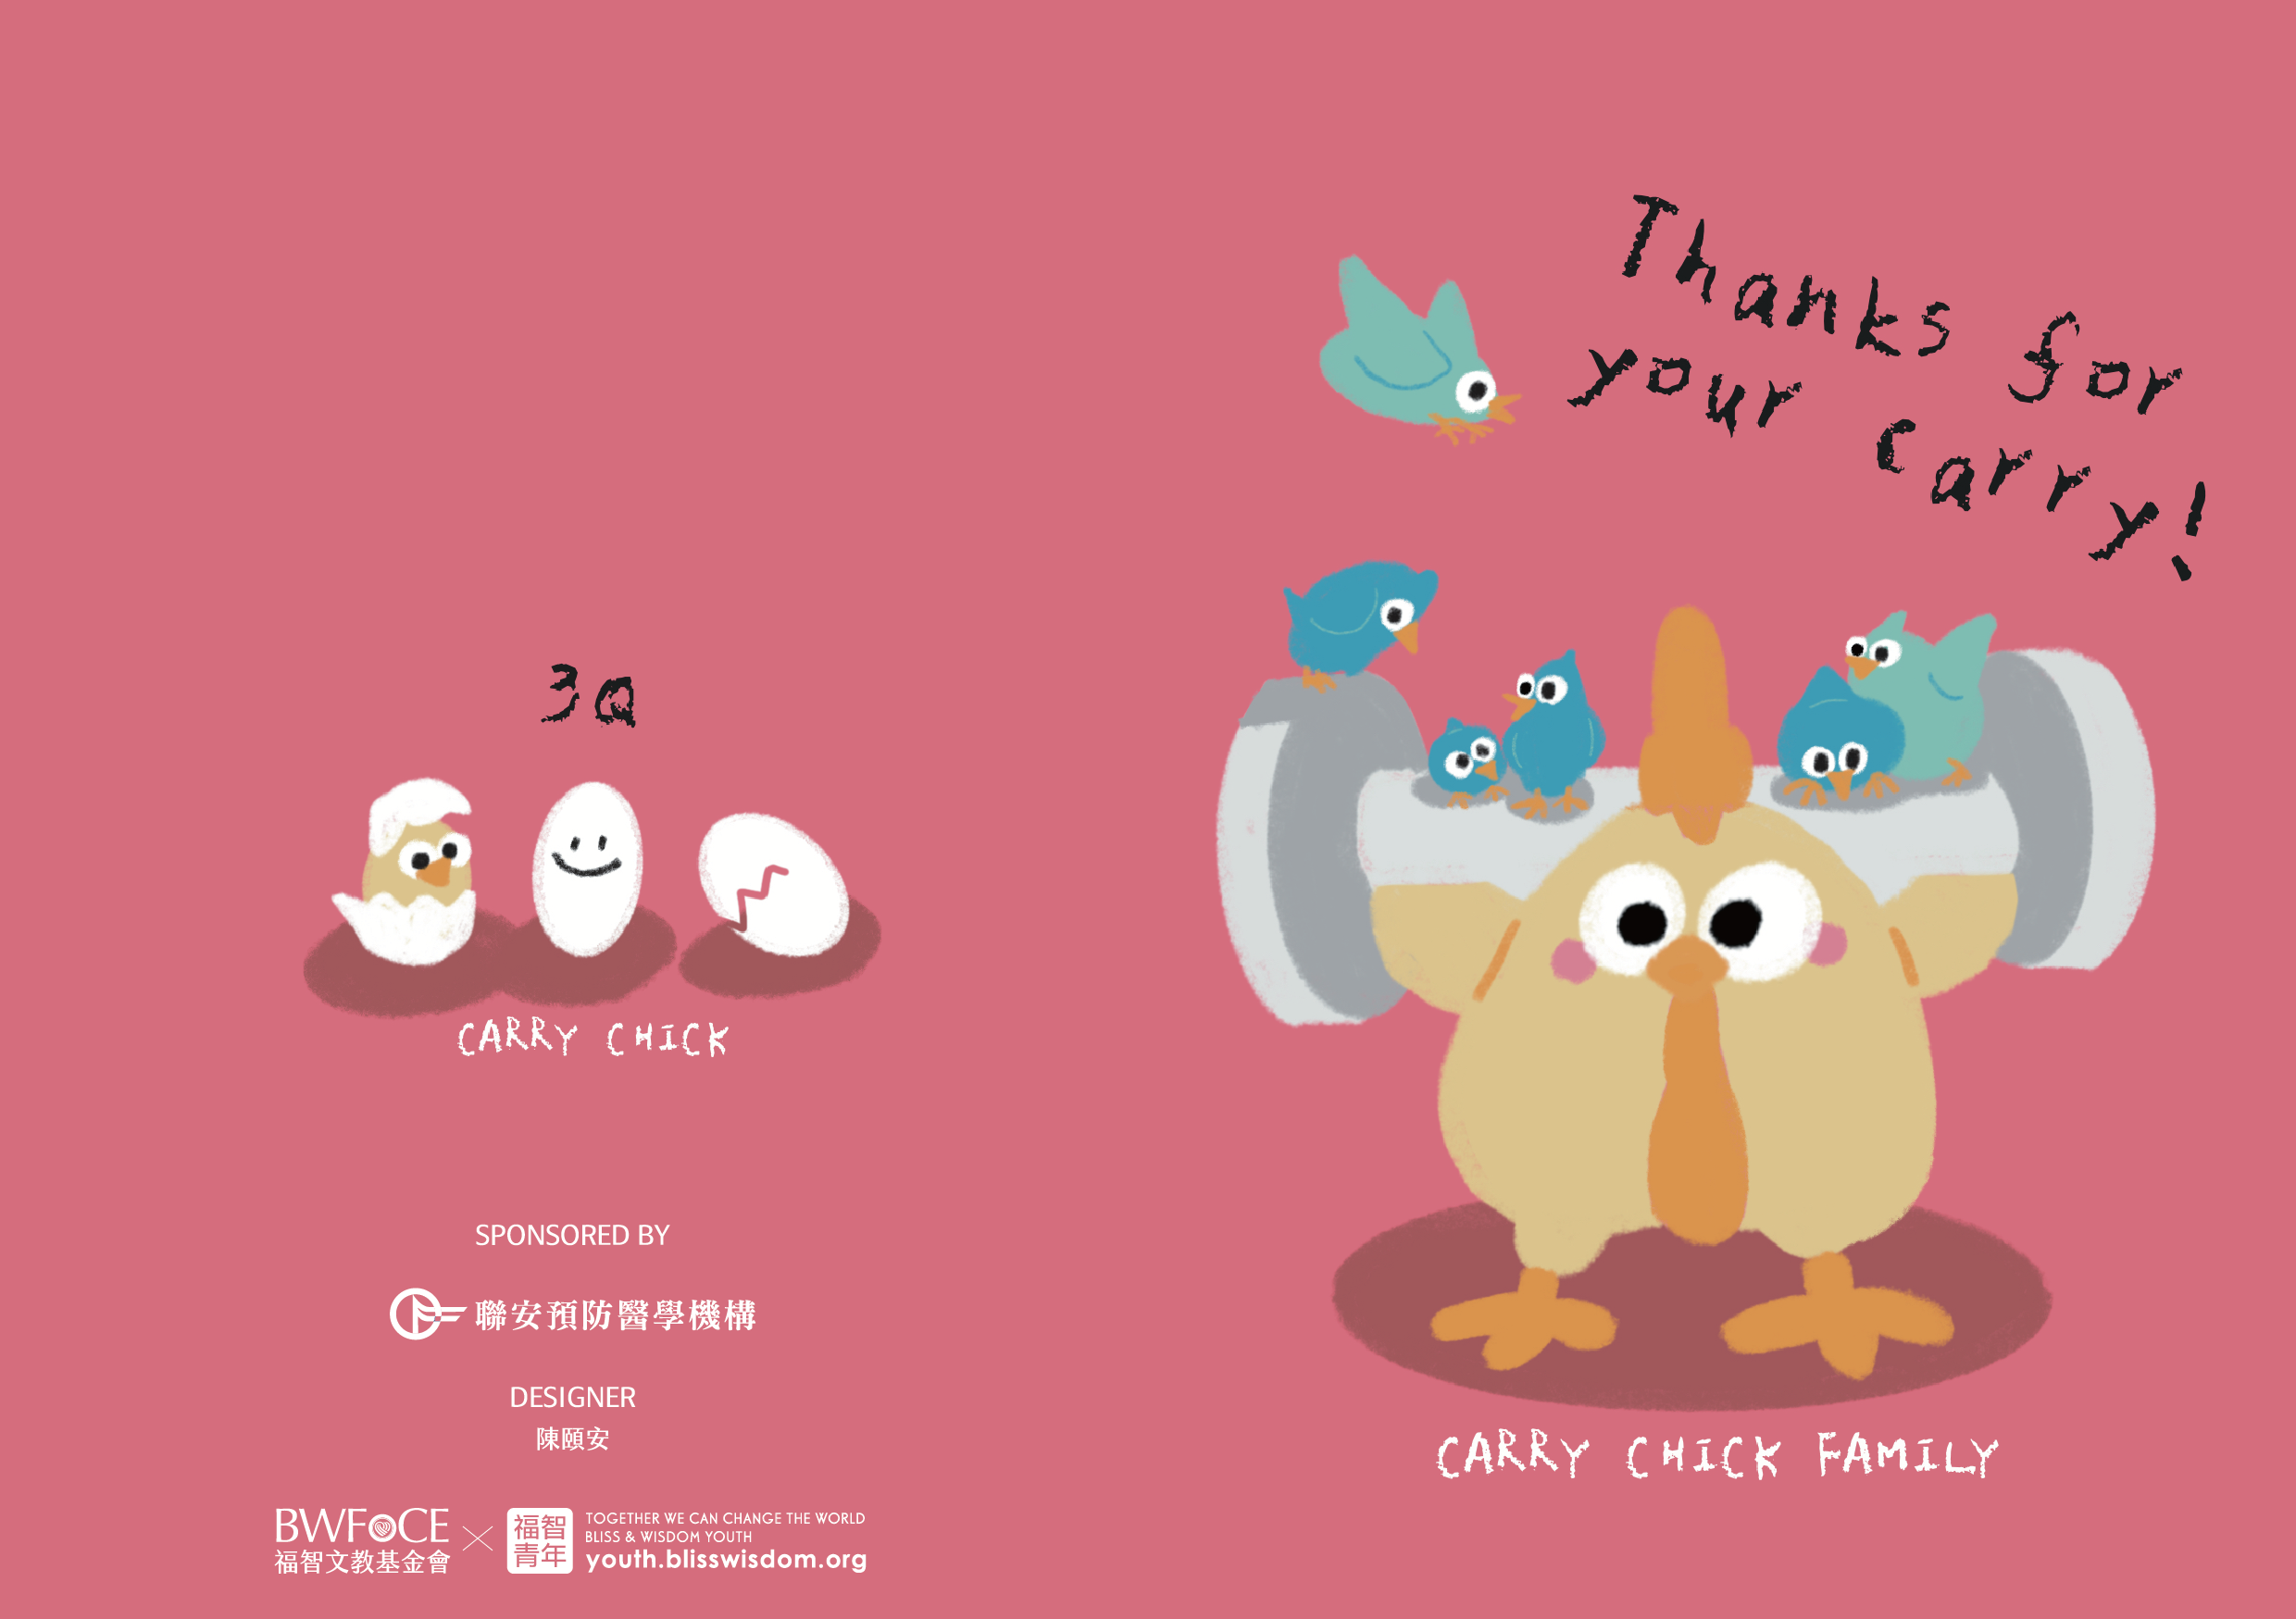 3Q
CARRY CHICK
SPONSORED BY
聯安預防醫學機構
DESIGNER
陳頤安
BWFOCE
福智文教基金會
福智
青年
TOGETHER WE CAN CHANGE THE WORLD
BLISS & WISDOM YOUTH
youth.blisswisdom.org
Thanks for
your carry!
CARRY CHICK FAMILY